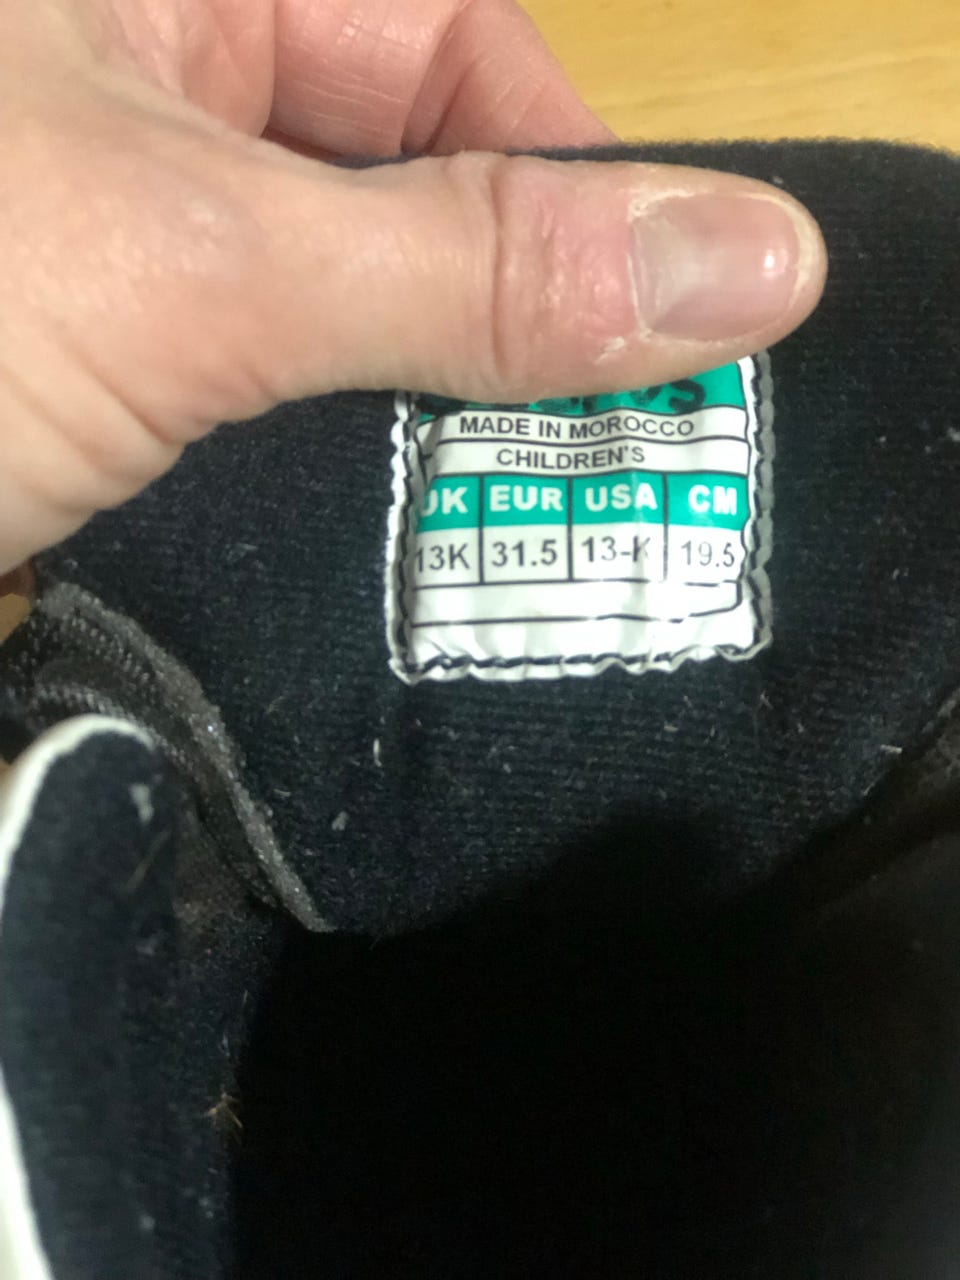 MADE IN MOROCCO
CHILDREN'S
UK EUR USA CM
13K 31.5 13-K 19.5